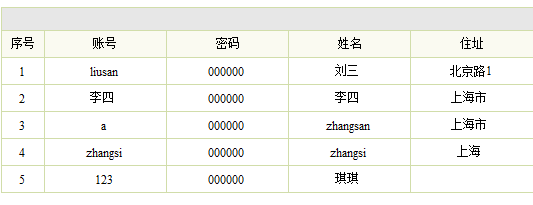 序号 账号 密码 姓名 住址
1 liusan 000000 刘三 北京路1
2 李四 000000 李四 上海市
3 a 000000 zhangsan 上海市
4 zhangsi 000000 zhangsi 上海
5 123 000000 琪琪